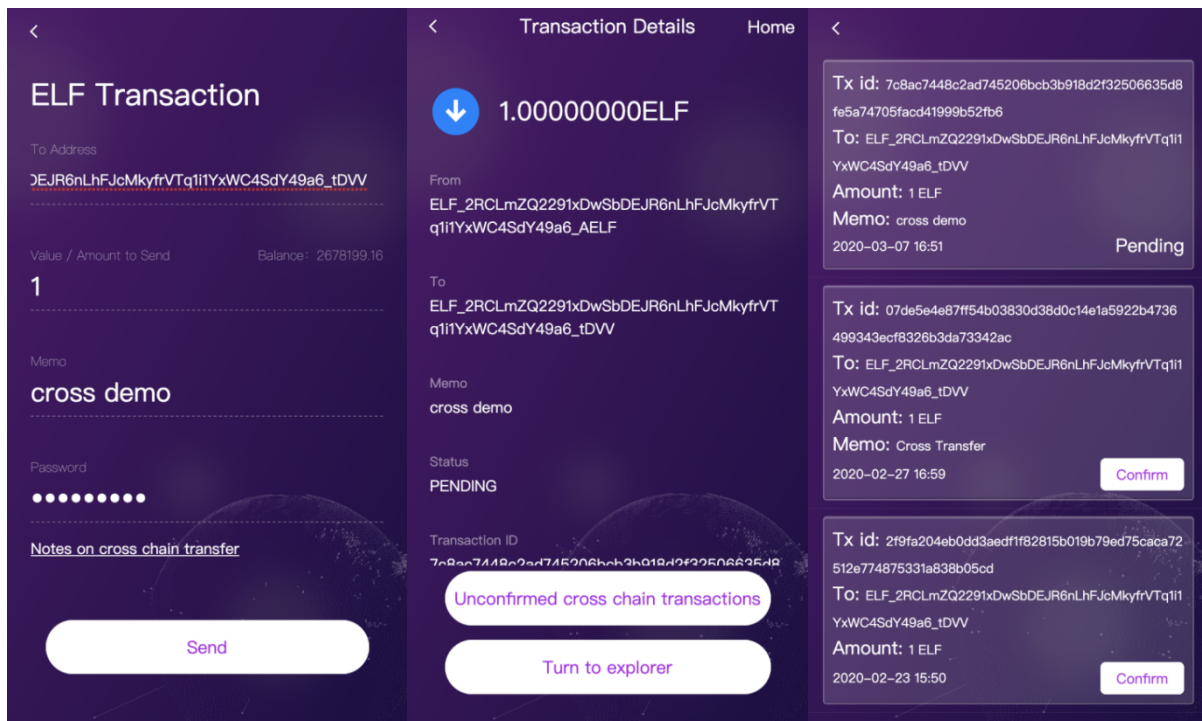 ELF Transaction
To Address
DEJR6nLhFJcMkyfrVTq1i1YxWC4SdY49a6_tDVV
Value / Amount to Send
Balance: 2678199.16
1
Memo
cross demo
Password
Notes on cross chain transfer
Send
Transaction Details
Home
1.00000000ELF
From
ELF_2RCLmZQ2291xDwSbDEJR6nLhFJcMkyfrVT
q1i1YxWC4SdY49a6_AELF
To
ELF_2RCLmZQ2291xDwSbDEJR6nLhFJcMkyfrVT
q1i1YxWC4SdY49a6_tDVV
Memo
cross demo
Status
PENDING
Transaction ID
7c8ac7448c2ad745206bcb3b918d2f32506635d8
Unconfirmed cross chain transactions
Turn to explorer
Tx id: 7c8ac7448c2ad745206bcb3b918d2f32506635d8
fe5a74705facd41999b52fb6
To: ELF_2RCLmZQ2291xDwSbDEJR6nLhFJcMkyfrVTq1i1
YxWC4SdY49a6_tDVV
Amount: 1 ELF
Memo: cross demo
2020-03-07 16:51
Pending
Tx id: 07de5e4e87ff54b03830d38d0c14e1a5922b4736
499343ecf8326b3da73342ac
To: ELF_2RCLmZQ2291xDwSbDEJR6nLhFJcMkyfrVTq1i1
YxWC4SdY49a6_tDVV
Amount: 1 ELF
Memo: Cross Transfer
2020-02-27 16:59
Confirm
Tx id: 2f9fa204eb0dd3aedf1f82815b019b79ed75caca72
512e774875331a838b05cd
To: ELF_2RCLmZQ2291xDwSbDEJR6nLhFJcMkyfrVTq1i1
YxWC4SdY49a6_tDVV
Amount: 1 ELF
2020-02-23 15:50
Confirm